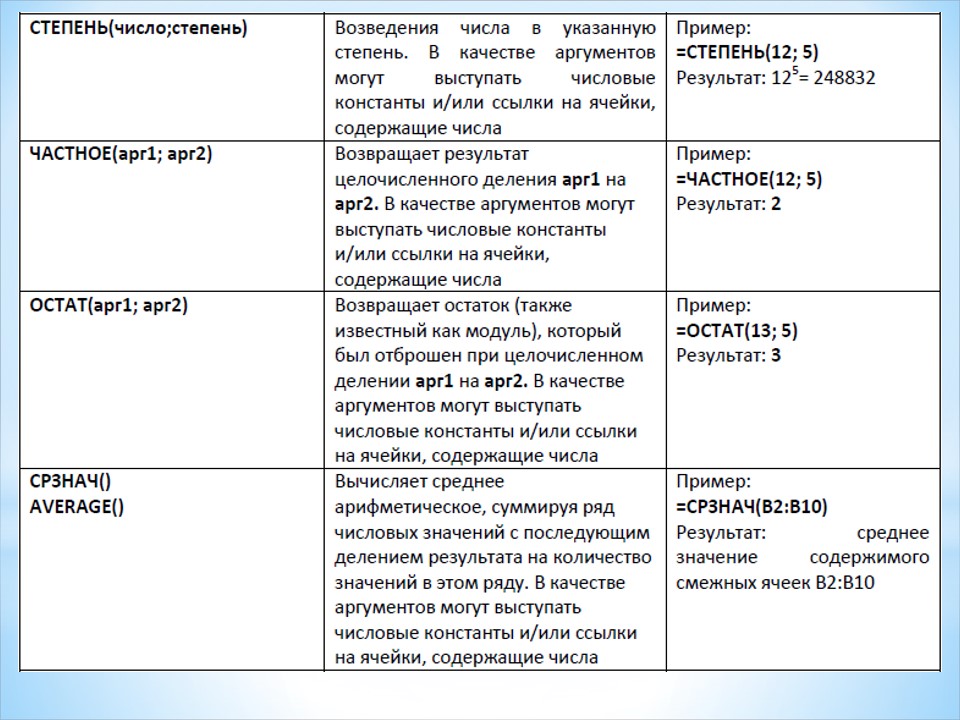 СТЕПЕНЬ(число;степень)
Возведения числа в указанную
степень. В качестве аргументов
могут выступать числовые
константы и/или ссылки на ячейки,
содержащие числа
Пример:
=СТЕПЕНЬ(12; 5)
Результат: 12⁵= 248832
ЧАСТНОЕ(арг1; арг2)
Возвращает результат
целочисленного деления арг1 на
арг2. В качестве аргументов могут
выступать числовые константы
и/или ссылки на ячейки,
содержащие числа
Пример:
=ЧАСТНОЕ(12; 5)
Результат: 2
ОСТАТ(арг1; арг2)
Возвращает остаток (также
известный как модуль), который
был отброшен при целочисленном
делении арг1 на арг2. В качестве
аргументов могут выступать
числовые константы и/или ссылки
на ячейки, содержащие числа
Пример:
=ОСТАТ(13; 5)
Результат: 3
СРЗНАЧ()
AVERAGE()
Вычисляет среднее
арифметическое, суммируя ряд
числовых значений с последующим
делением результата на количество
значений в этом ряду. В качестве
аргументов могут выступать
числовые константы и/или ссылки
на ячейки, содержащие числа
Пример:
=СРЗНАЧ(B2:B10)
Результат: среднее
значение содержимого
смежных ячеек B2:B10